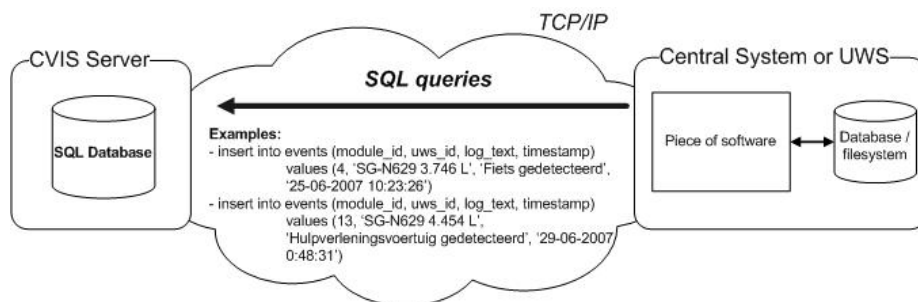 TCP/IP
CVIS Server
SQL Database
SQL queries
Examples:
- insert into events (module_id, uws_id, log_text, timestamp)
values (4, ‘SG-N629 3.746 L’, ‘Fiets gedetecteerd’,
‘25-06-2007 10:23:26’)
- insert into events (module_id, uws_id, log_text, timestamp)
values (13, ‘SG-N629 4.454 L’,
‘Hulpverleningsvoertuig gedetecteerd’, ‘29-06-2007
0:48:31’)
Central System or UWS
Piece of software
Database /
filesystem